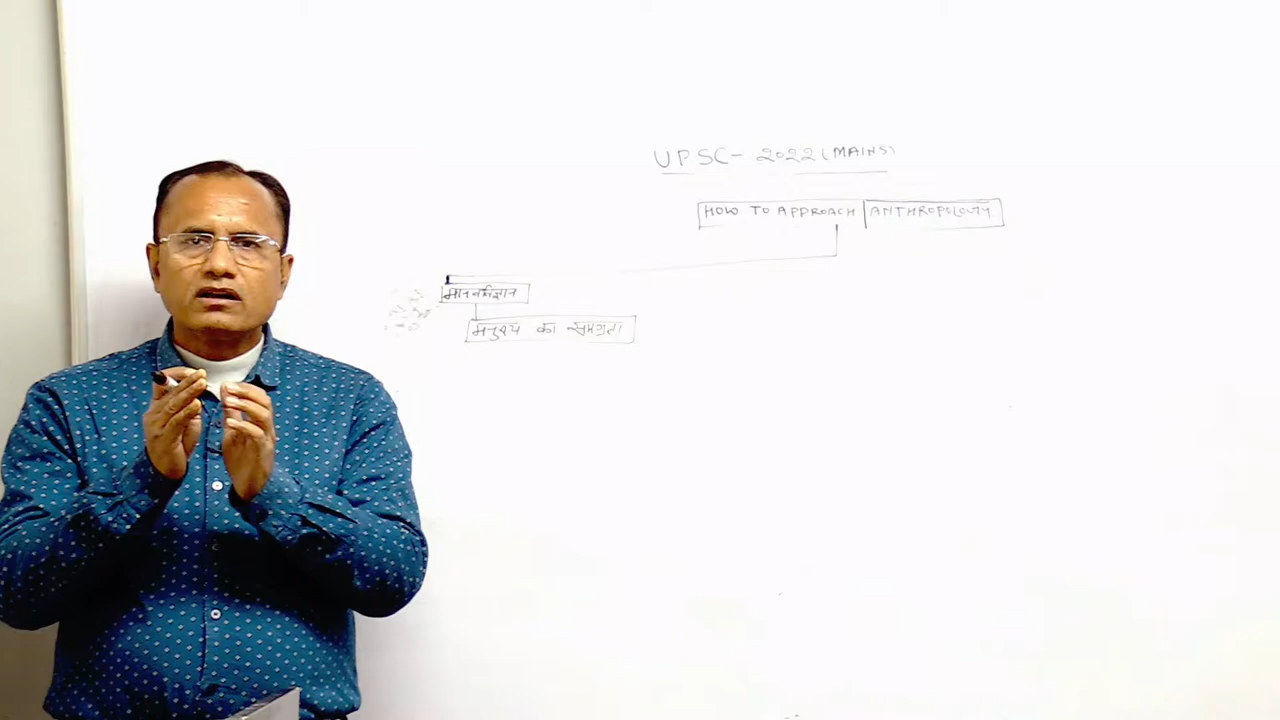 UPSC- 2022 (MAINS)
HOW TO APPROACH ANTHROPOLOGY
मानवविज्ञान
मनुष्य का समग्रता